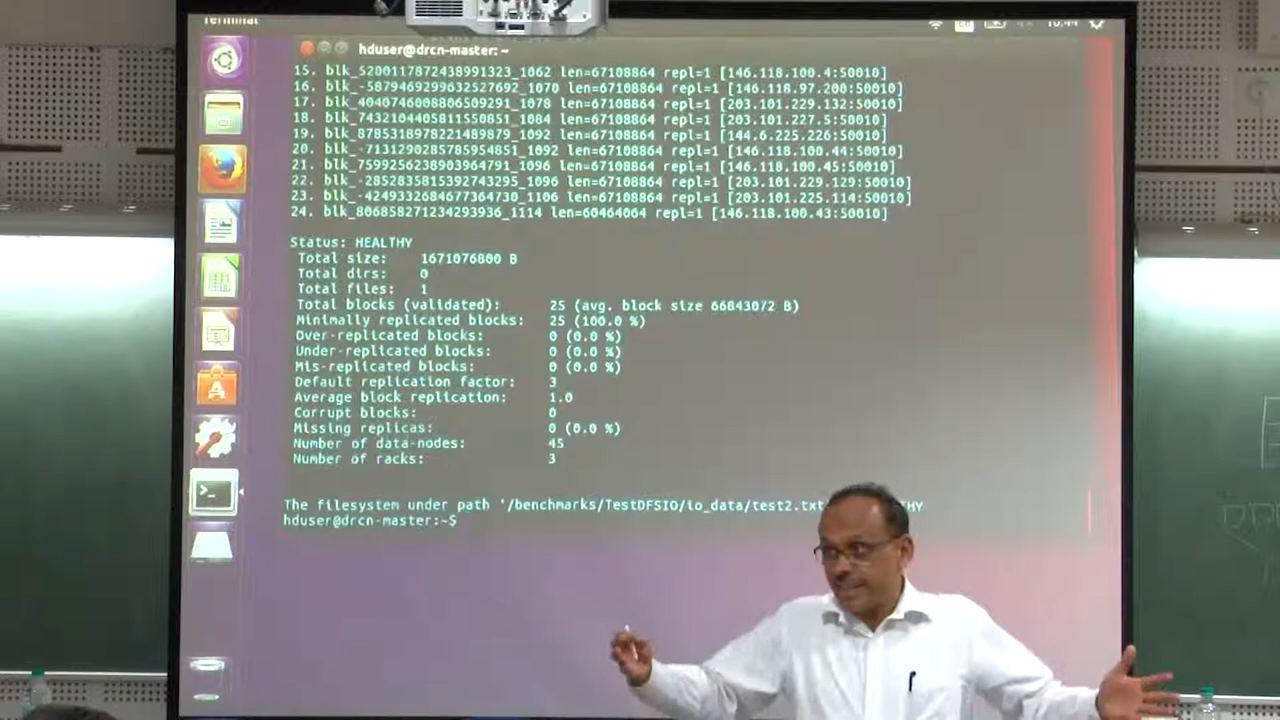 Terminal
10:44
hduser@drcn-master: ~
15. blk_5200117872438991323_1062 len=67108864 repl=1 [146.118.100.4:50010]
16. blk_-5879469299632527692_1070 len=67108864 repl=1 [146.118.97.200:50010]
17. blk_4040746008806509291_1078 len=67108864 repl=1 [203.101.229.132:50010]
18. blk_7432104405811550851_1084 len=67108864 repl=1 [203.101.227.5:50010]
19. blk_8785318978221489879_1092 len=67108864 repl=1 [144.6.225.226:50010]
20. blk_-7131290285785954851_1092 len=67108864 repl=1 [146.118.100.44:50010]
21. blk_7599256238903964791_1096 len=67108864 repl=1 [146.118.100.45:50010]
22. blk_-2852835815392743295_1096 len=67108864 repl=1 [203.101.229.129:50010]
23. blk_-4249332684677364730_1106 len=67108864 repl=1 [203.101.225.114:50010]
24. blk_8068582712342939​36_1114 len=60464064 repl=1 [146.118.100.43:50010]
Status: HEALTHY
Total size: 1671076800 B
Total dirs: 0
Total files: 1
Total blocks (validated): 25 (avg. block size 66843072 B)
Minimally replicated blocks: 25 (100.0 %)
Over-replicated blocks: 0 (0.0 %)
Under-replicated blocks: 0 (0.0 %)
Mis-replicated blocks: 0 (0.0 %)
Default replication factor: 3
Average block replication: 1.0
Corrupt blocks: 0
Missing replicas: 0 (0.0 %)
Number of data-nodes: 45
Number of racks: 3
The filesystem under path '/benchmarks/TestDFSIO/io_data/test2.txt
hduser@drcn-master:~$